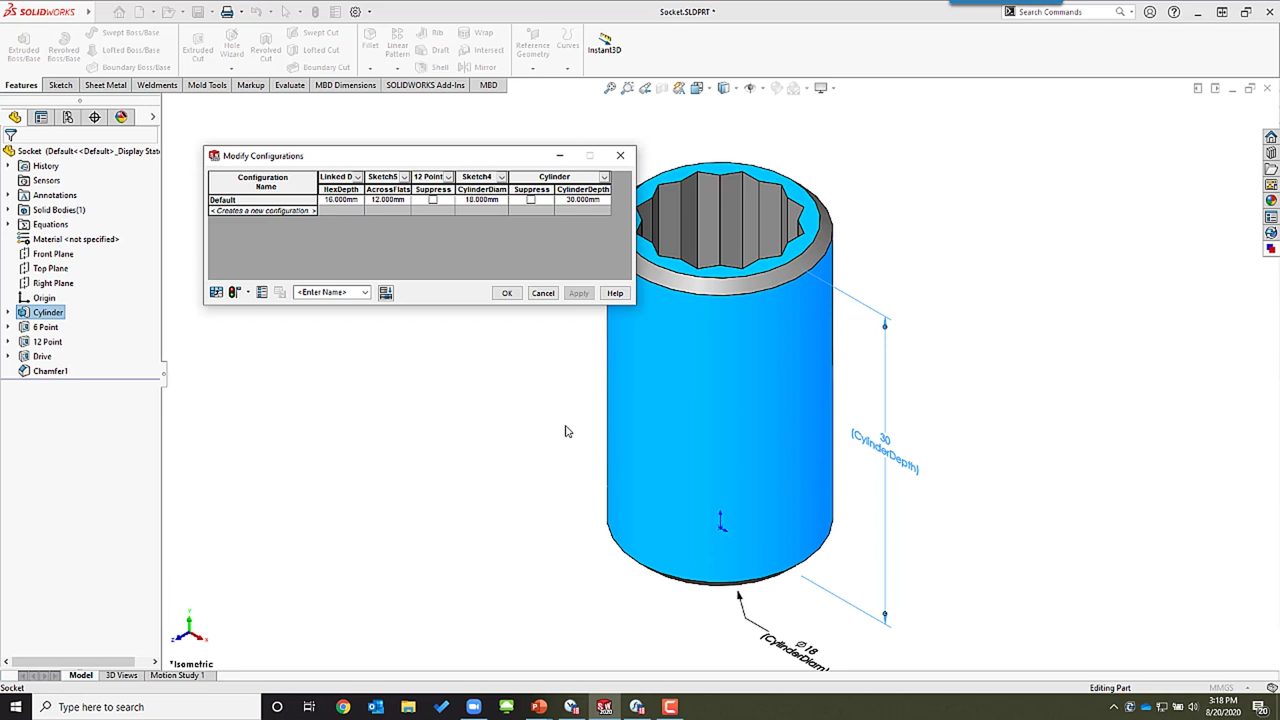 SOLIDWORKS
Socket.SLDPRT *
Search Commands
Extruded Boss/Base
Revolved Boss/Base
Swept Boss/Base
Lofted Boss/Base
Boundary Boss/Base
Extruded Cut
Hole Wizard
Revolved Cut
Swept Cut
Lofted Cut
Boundary Cut
Fillet
Linear Pattern
Rib
Draft
Shell
Wrap
Intersect
Mirror
Reference Geometry
Curves
Instant3D
Features Sketch Sheet Metal Weldments Mold Tools Markup Evaluate MBD Dimensions SOLIDWORKS Add-Ins MBD
Socket (Default<<Default>_Display Stat
History
Sensors
Annotations
Solid Bodies(1)
Equations
Material <not specified>
Front Plane
Top Plane
Right Plane
Origin
Cylinder
6 Point
12 Point
Drive
Chamfer1
Modify Configurations
Configuration Name
Linked D Sketch5 12 Point Sketch4 Cylinder
HexDepth AcrossFlats Suppress CylinderDiam Suppress CylinderDepth
Default 16.000mm 12.000mm 18.000mm 30.000mm
< Creates a new configuration >
<Enter Name>
OK Cancel Apply Help
30
(CylinderDepth)
∅18
(CylinderDiam)
y
z
x
*Isometric
Model 3D Views Motion Study 1
Socket
Editing Part
MMGS
Type here to search
3:18 PM
8/20/2020